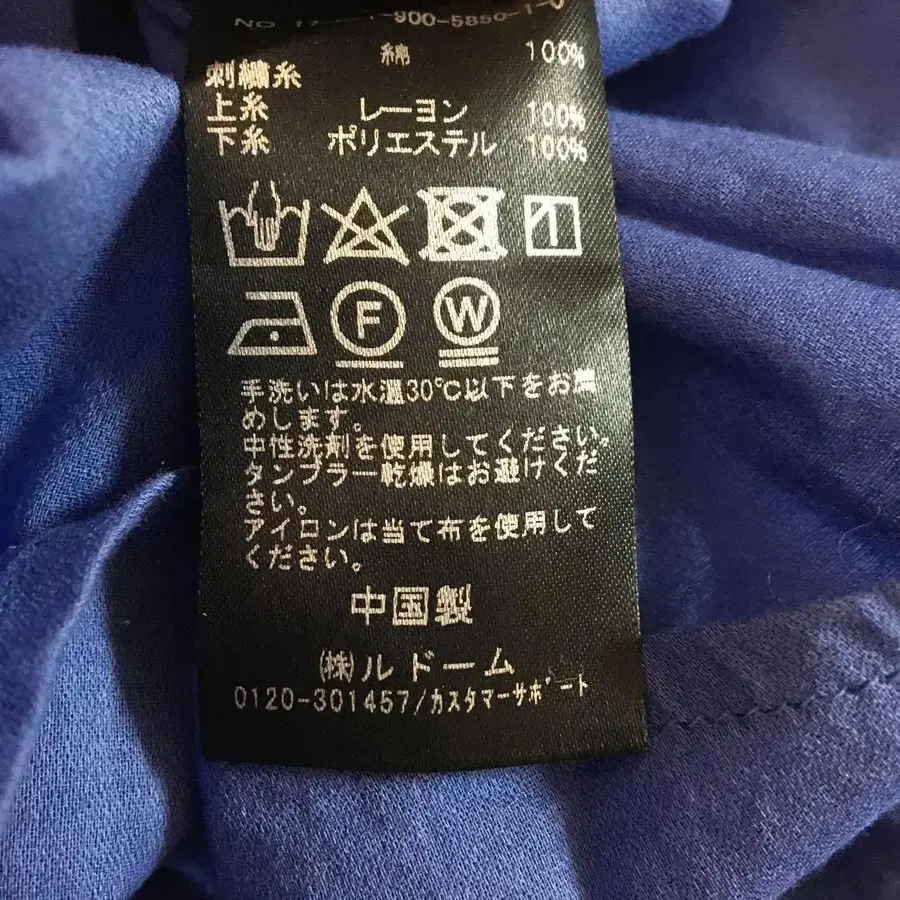 綿 100%
刺繍糸
上糸 レーヨン 100%
下糸 ポリエステル 100%
F W
手洗いは水温30℃以下をお薦
めします。
中性洗剤を使用してください。
タンブラー乾燥はお避けくだ
さい。
アイロンは当て布を使用して
ください。
中国製
(株)ルドーム
0120-301457/カスタマーサポート